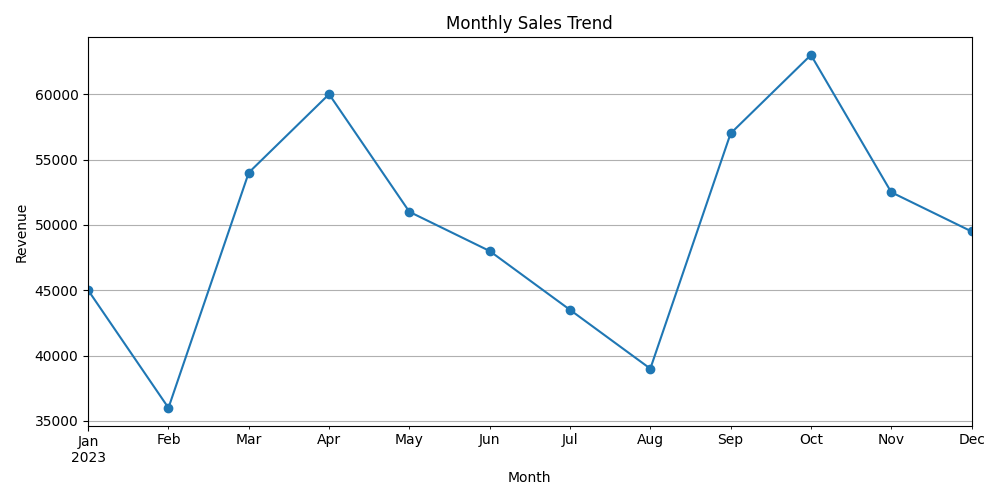 Monthly Sales Trend
Revenue
60000
55000
50000
45000
40000
35000
Jan Feb Mar Apr May Jun Jul Aug Sep Oct Nov Dec
2023
Month